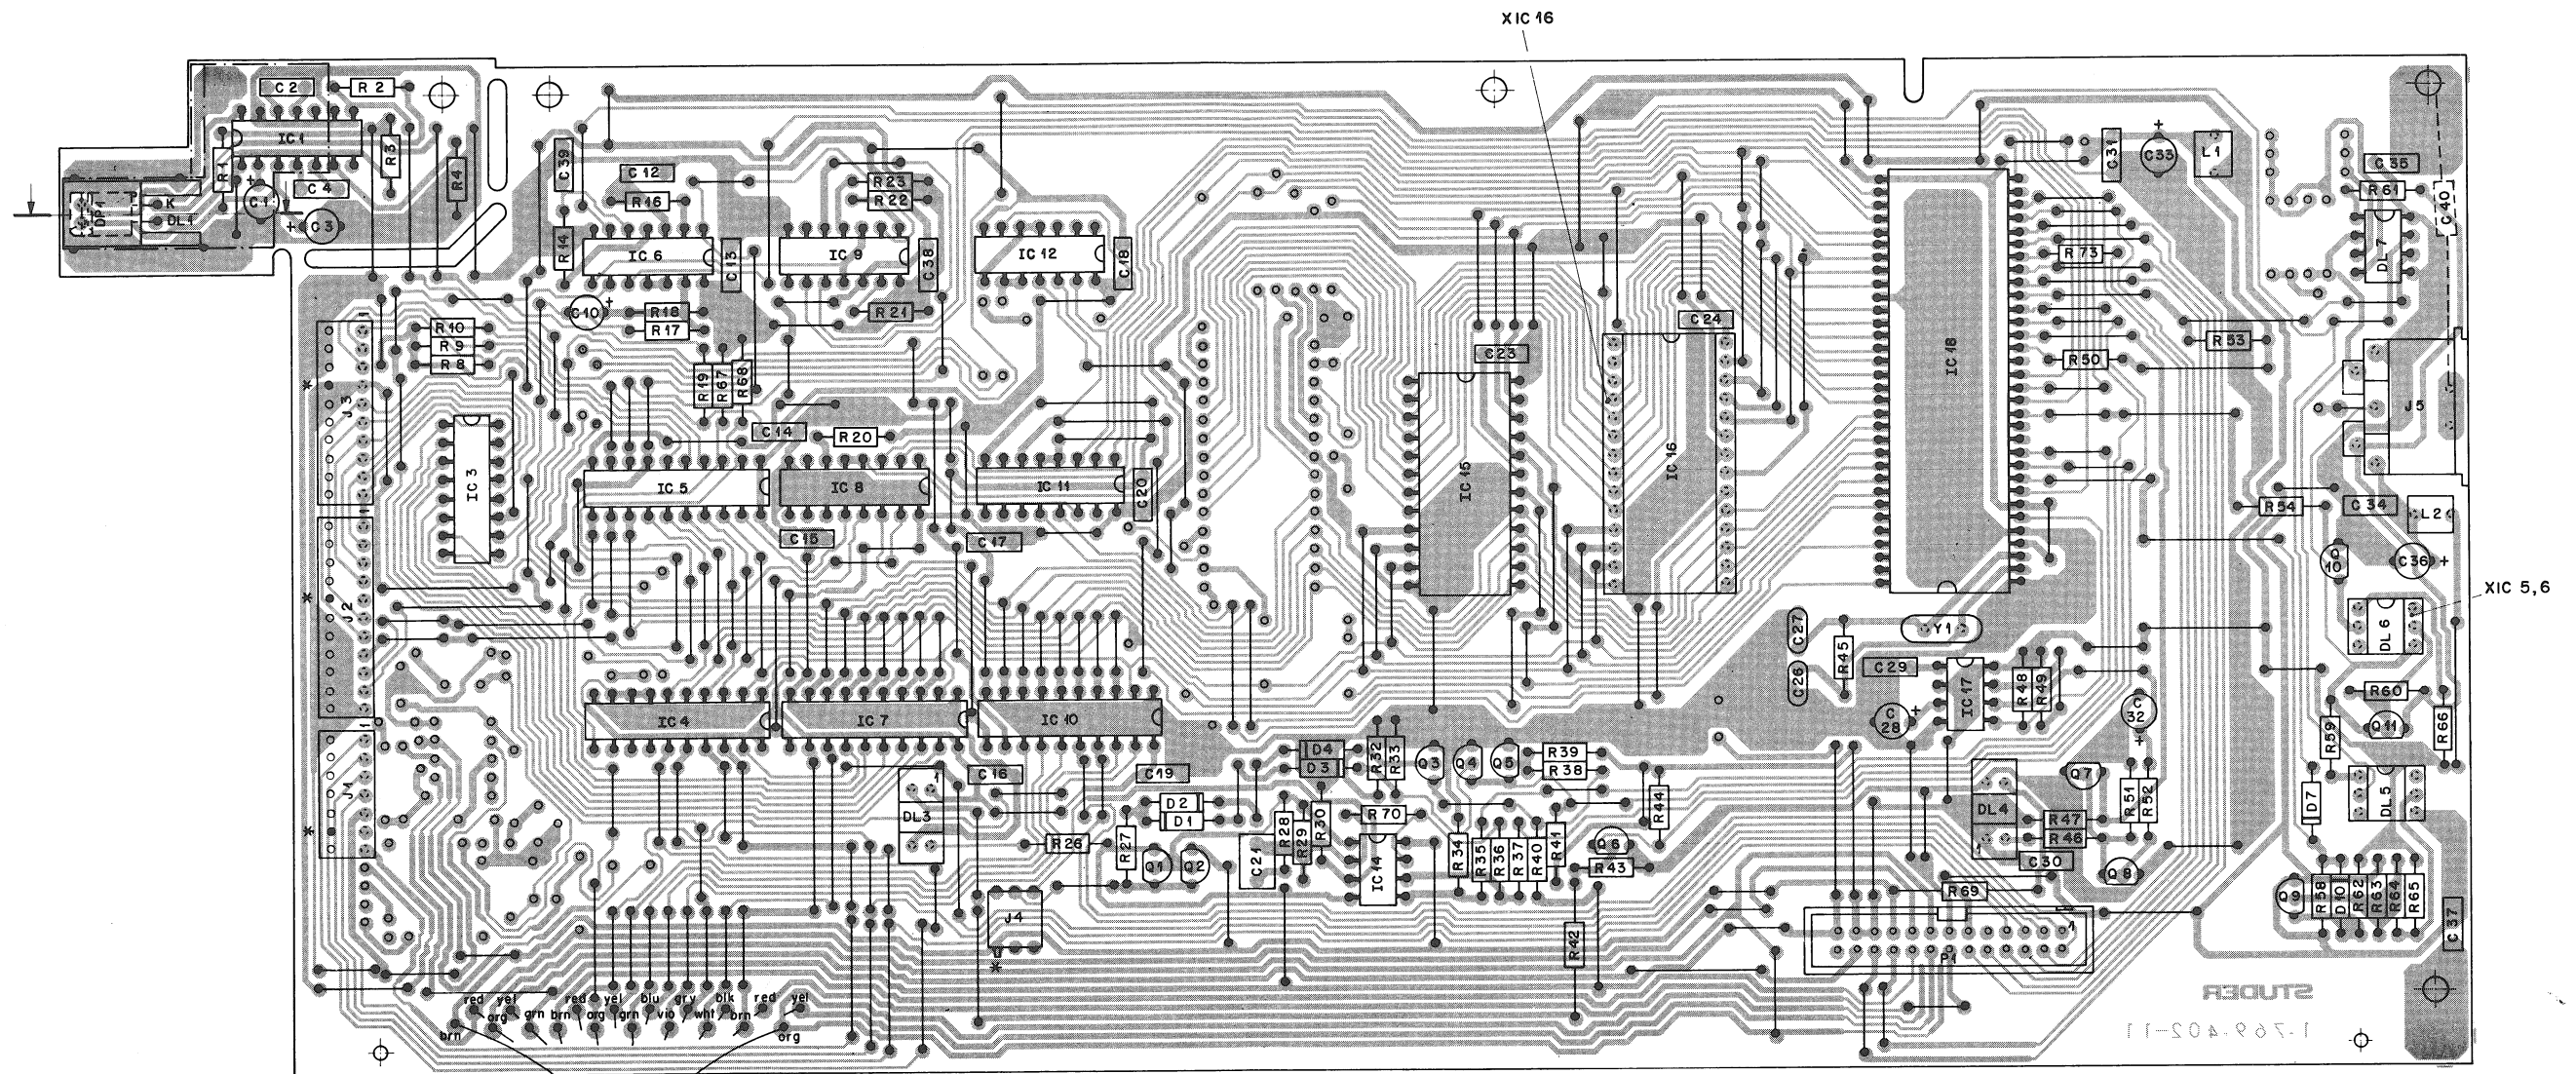 XIC 16
C 2
R 2
IC 1
R 3
R 1
R 4
C 4
C 1
C 3
K
DP1
DL1
C 39
C 12
R 16
R 23
R 22
R 14
IC 6
C 13
IC 9
C 38
IC 12
C 18
C 10
R 18
R 17
R 21
R 10
R 9
R 8
R 19
R 67
R 68
C 14
R 20
J 3
IC 3
IC 5
IC 8
IC 11
C 20
C 15
C 17
J 2
IC 4
IC 7
IC 10
C 23
IC 15
C 24
IC 16
IC 18
C 31
C 33
L 1
C 35
R 61
C 40
DL 7
R 73
R 53
R 50
J 5
R 54
C 34
L 2
Q 10
C 36
XIC 5,6
DL 6
C 27
C 26
R 45
Y 1
C 29
IC 17
R 48
R 49
C 28
C 32
R 60
Q 11
R 59
R 66
J 1
C 16
C 19
D 4
D 3
R 32
R 33
Q 3
Q 4
Q 5
R 39
R 38
DL 3
D 2
D 1
R 26
R 27
Q 1
Q 2
C 21
R 28
R 29
R 30
R 70
IC 14
R 34
R 35
R 36
R 37
R 40
R 41
Q 6
R 43
R 44
R 42
DL 4
Q 7
R 51
R 52
R 47
R 46
C 30
Q 8
R 69
P 1
D 7
DL 5
Q 9
R 58
D 10
R 62
R 63
R 64
R 65
C 37
J 4
red yel red yel blu gry blk red yel
org grn brn org grn vio wht brn
brn org
STUDER
1-769-402-11